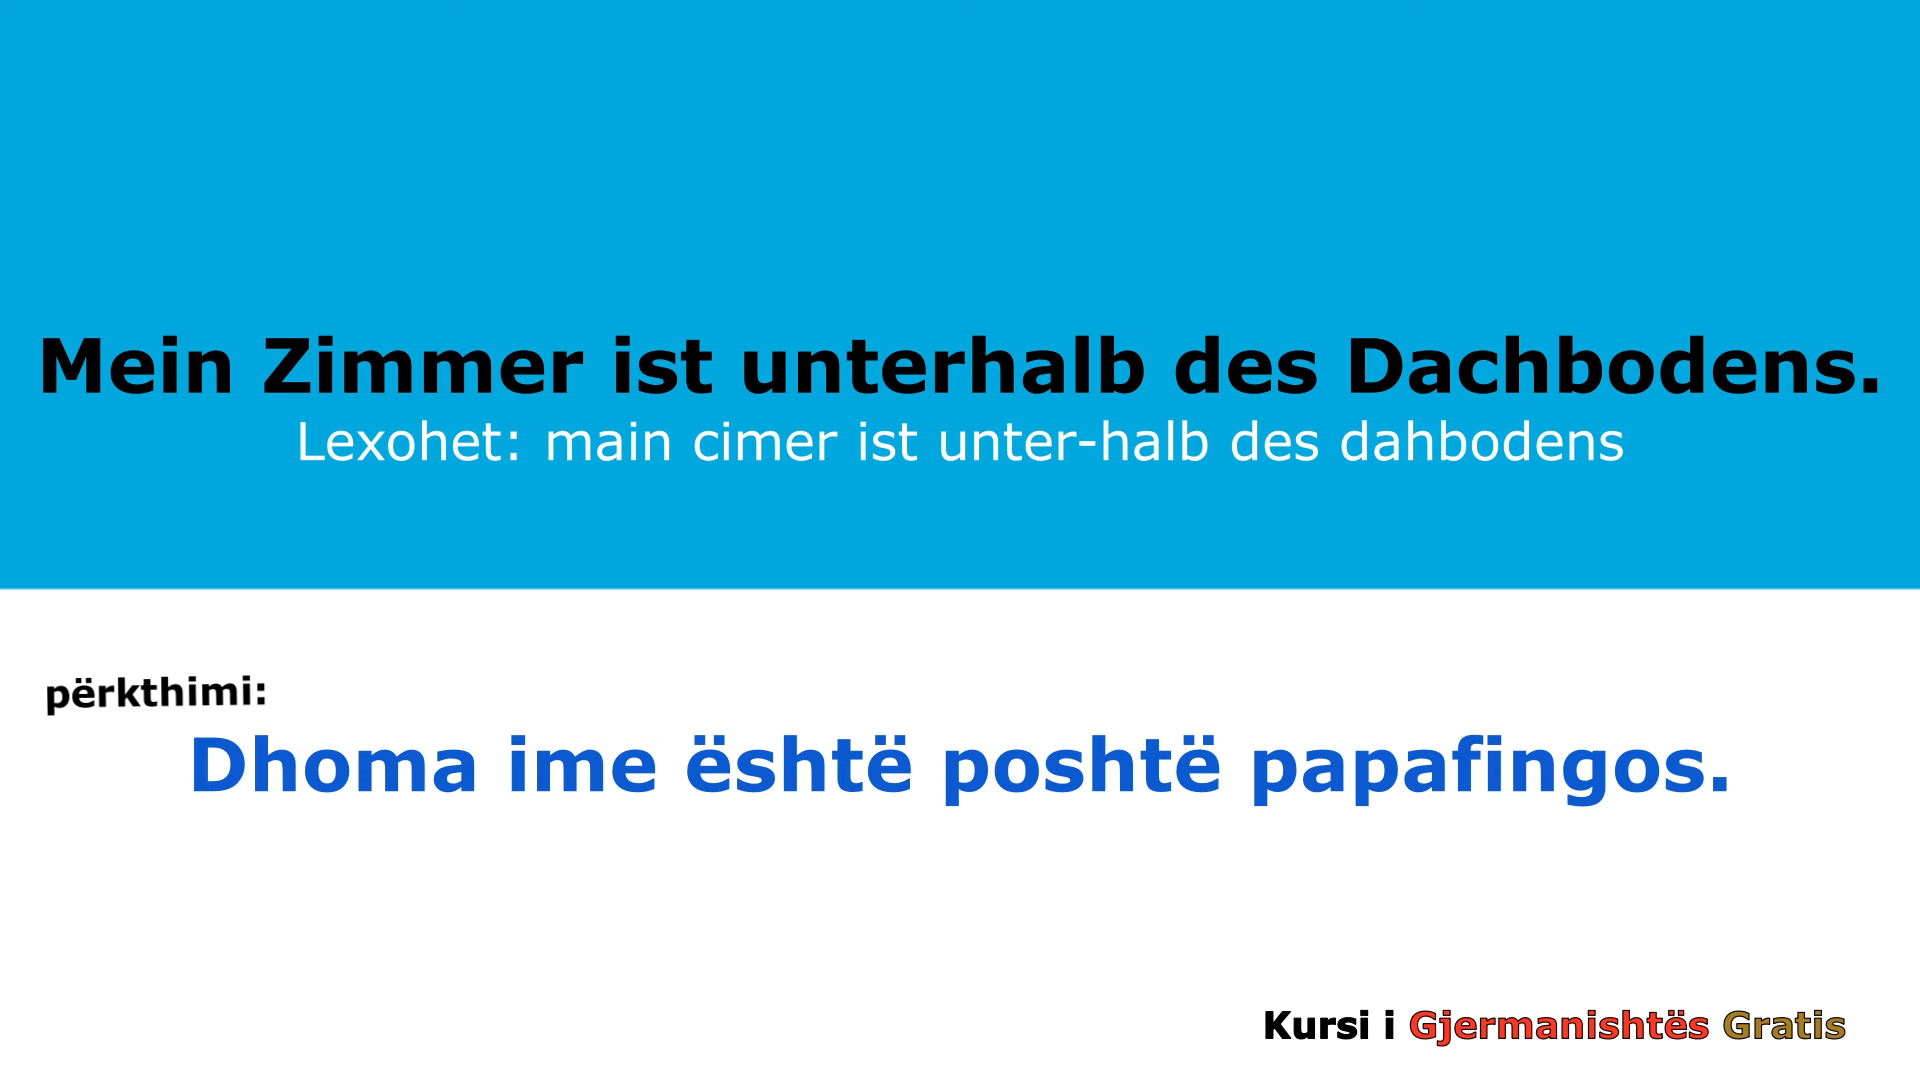 Mein Zimmer ist unterhalb des Dachbodens.
Lexohet: main cimer ist unter-halb des dahbodens
përkthimi:
Dhoma ime është poshtë papafingos.
Kursi i Gjermanishtës Gratis